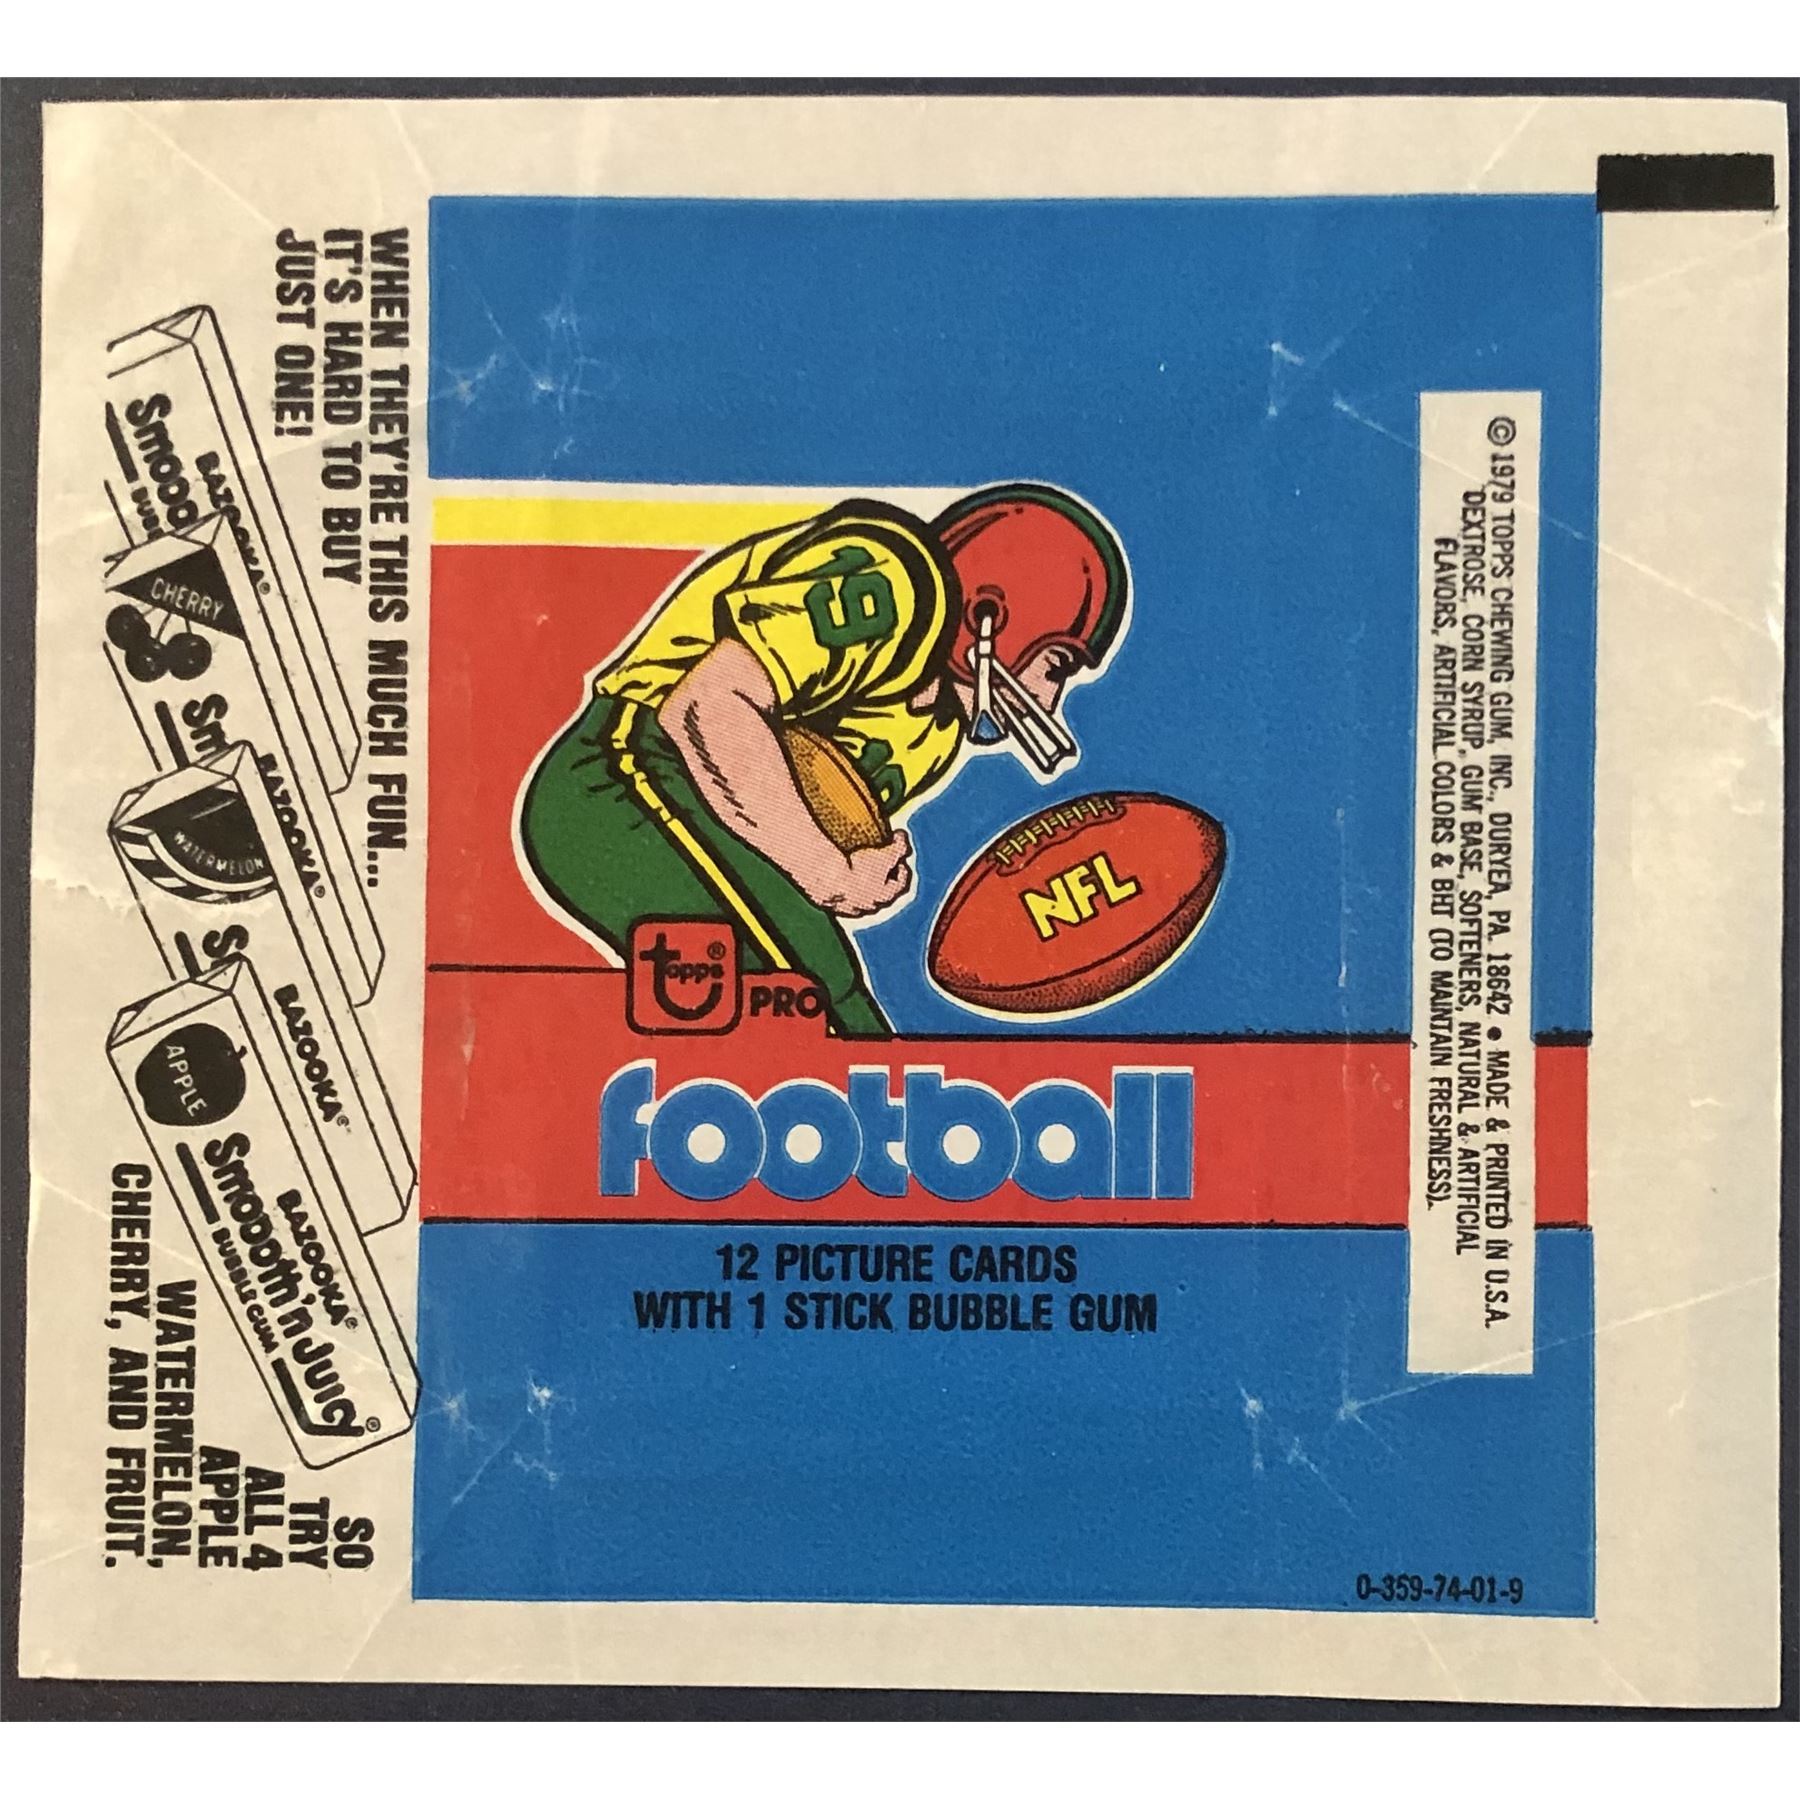 19
19
NFL
topps®
PRO
football
12 PICTURE CARDS
WITH 1 STICK BUBBLE GUM
0-359-74-01-9
© 1979 TOPPS CHEWING GUM, INC., DURYEA, PA. 18642 • MADE & PRINTED IN U.S.A.
DEXTROSE, CORN SYRUP, GUM BASE, SOFTENERS, NATURAL & ARTIFICIAL
FLAVORS, ARTIFICIAL COLORS & BHT (TO MAINTAIN FRESHNESS).
WHEN THEY'RE THIS MUCH FUN...
IT'S HARD TO BUY
JUST ONE!
BAZOOKA®
Smooo
BUBB
CHERRY
BAZOOKA®
Sm
WATERMELON
BAZOOKA®
S
APPLE
BAZOOKA®
Smooth 'n Juicy®
BUBBLE GUM
SO
TRY
ALL 4
APPLE
WATERMELON,
CHERRY, AND FRUIT.